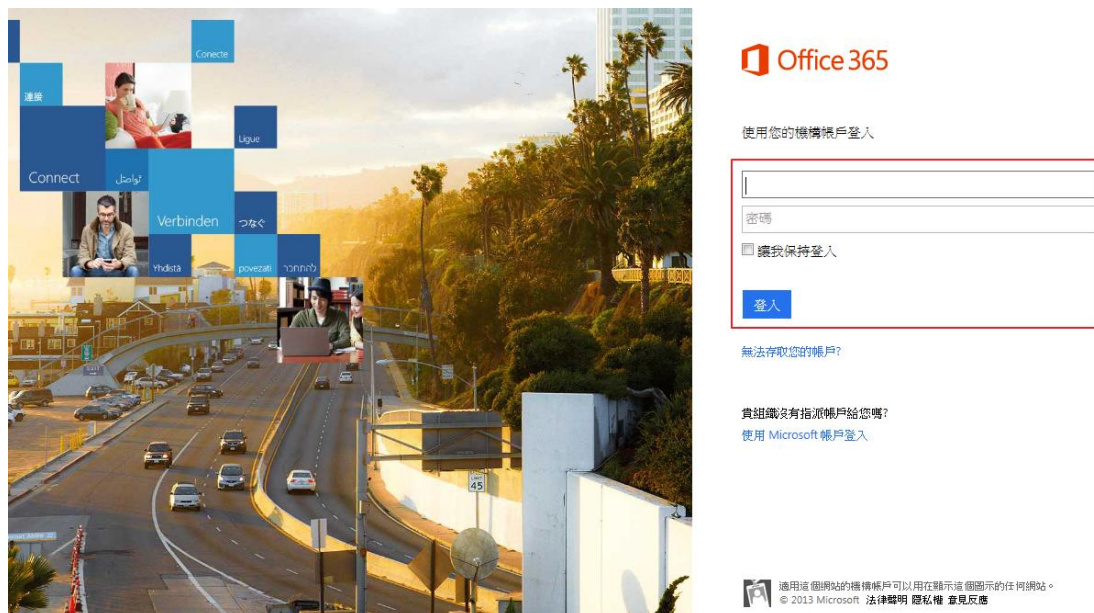 Conecte
連接
Ligue
Connect
تواصل
Verbinden
つなぐ
Yhdistä
povezati
להתחבר
EXIT
LIMIT
45
Office 365
使用您的機構帳戶登入
密碼
讓我保持登入
登入
無法存取您的帳戶?
貴組織沒有指派帳戶給您嗎?
使用 Microsoft 帳戶登入
適用這個網站的機構帳戶可以用在顯示這個圖示的任何網站。
© 2013 Microsoft 法律聲明 隱私權 意見反應